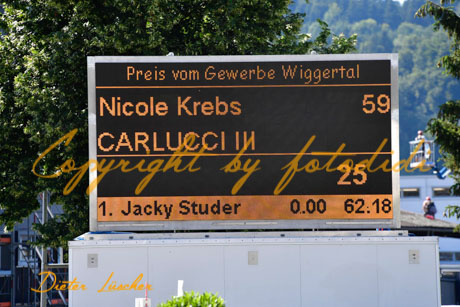 Preis vom Gewerbe Wiggertal
Nicole Krebs 59
CARLUCCI III
Copyright by fotodidi
25
1. Jacky Studer 0.00 62.18
Dieter Lüscher